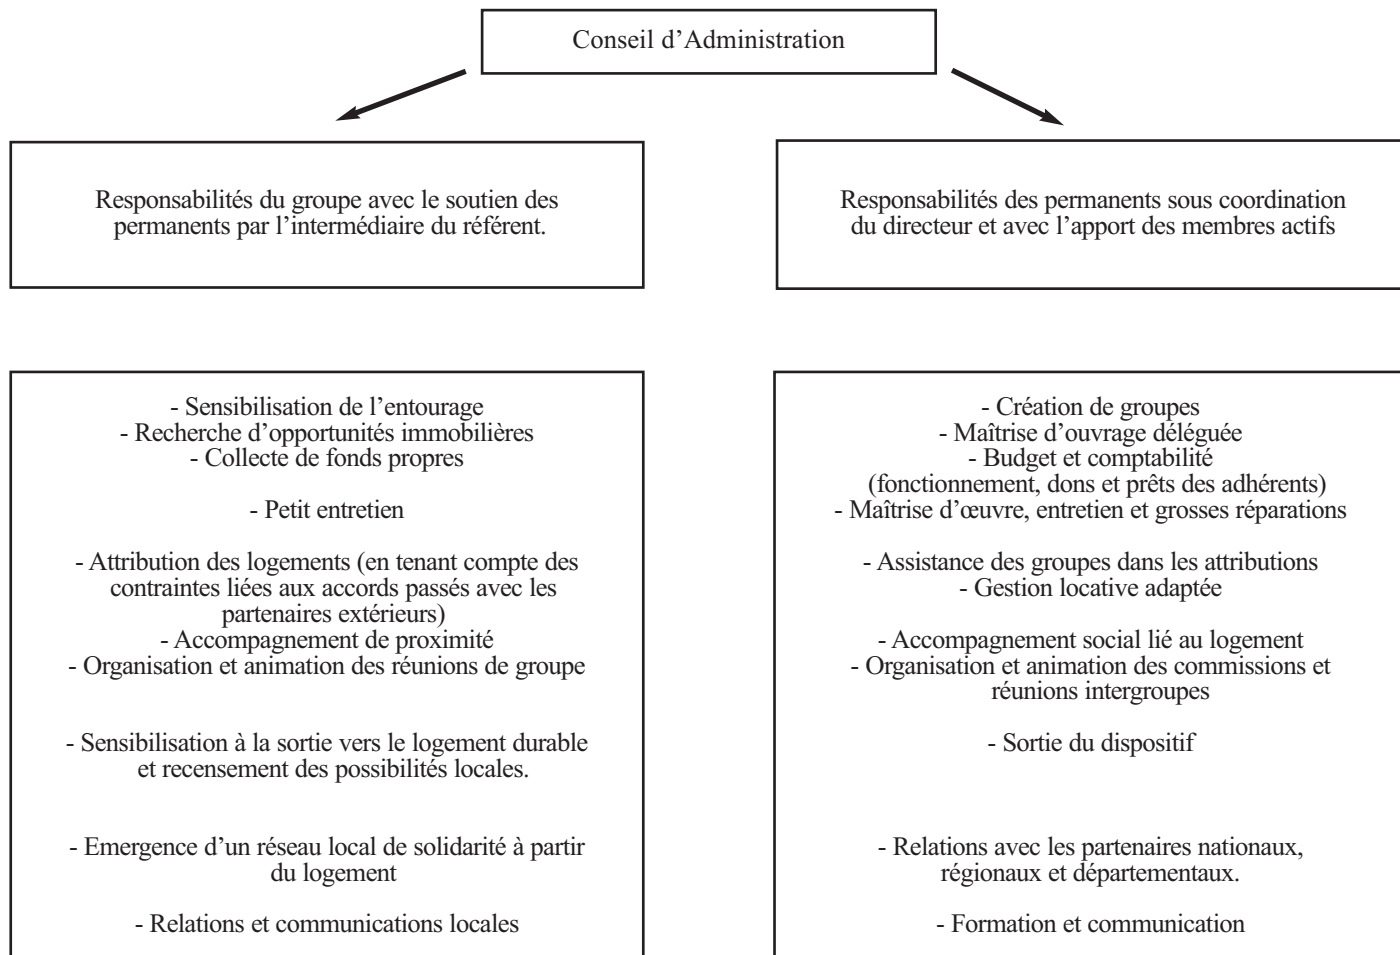 Conseil d’Administration
Responsabilités du groupe avec le soutien des
permanents par l’intermédiaire du référent.
Responsabilités des permanents sous coordination
du directeur et avec l’apport des membres actifs
- Sensibilisation de l’entourage
- Recherche d’opportunités immobilières
- Collecte de fonds propres
- Petit entretien
- Attribution des logements (en tenant compte des
contraintes liées aux accords passés avec les
partenaires extérieurs)
- Accompagnement de proximité
- Organisation et animation des réunions de groupe
- Sensibilisation à la sortie vers le logement durable
et recensement des possibilités locales.
- Emergence d’un réseau local de solidarité à partir
du logement
- Relations et communications locales
- Création de groupes
- Maîtrise d’ouvrage déléguée
- Budget et comptabilité
(fonctionnement, dons et prêts des adhérents)
- Maîtrise d’œuvre, entretien et grosses réparations
- Assistance des groupes dans les attributions
- Gestion locative adaptée
- Accompagnement social lié au logement
- Organisation et animation des commissions et
réunions intergroupes
- Sortie du dispositif
- Relations avec les partenaires nationaux,
régionaux et départementaux.
- Formation et communication